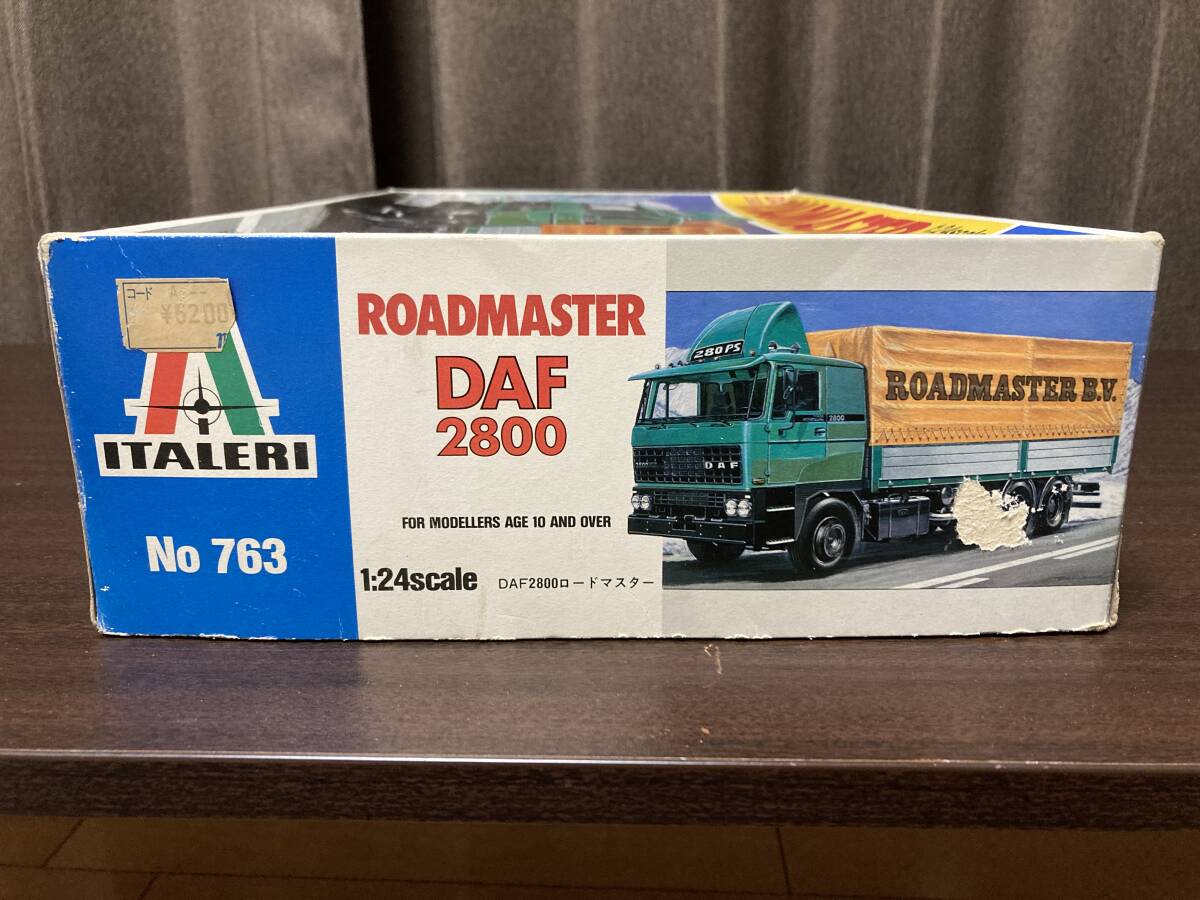 コード
¥6200
ITALERI
No 763
ROADMASTER
DAF
2800
FOR MODELLERS AGE 10 AND OVER
1:24scale DAF2800ロードマスター
280 PS
ROADMASTER B.V.
2800
DAF